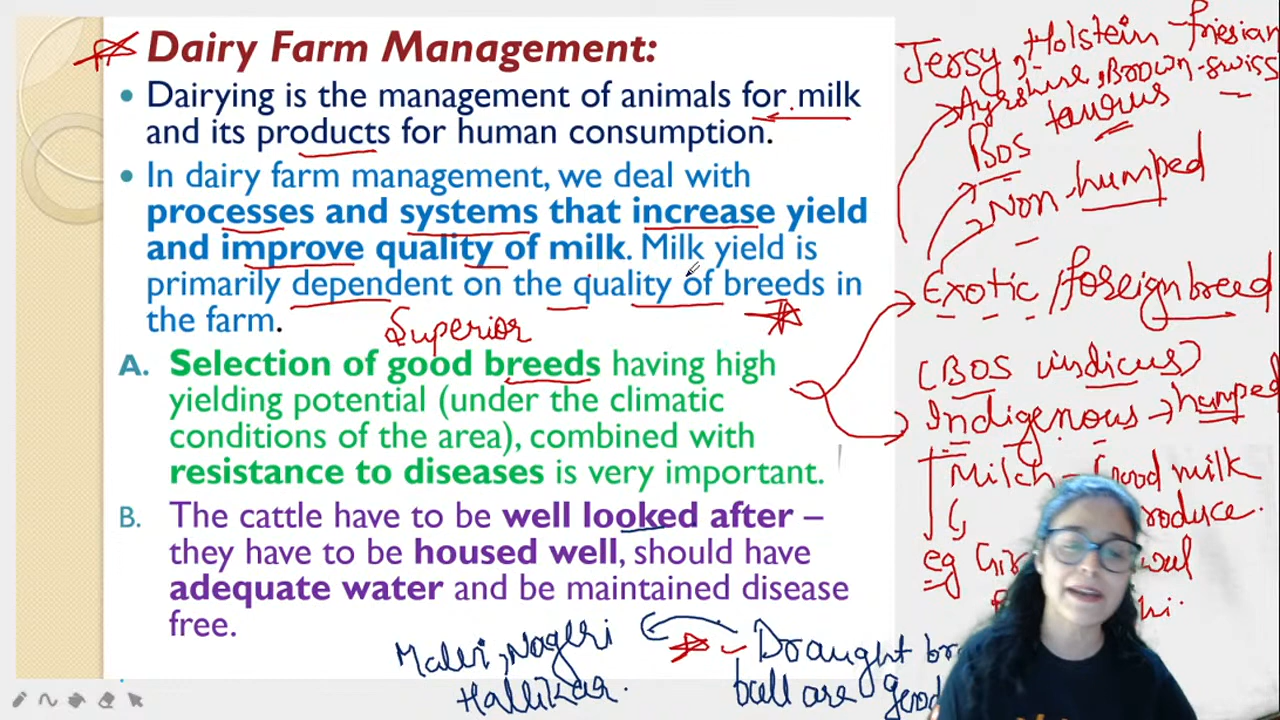 Dairy Farm Management:
• Dairying is the management of animals for milk
and its products for human consumption.
• In dairy farm management, we deal with
processes and systems that increase yield
and improve quality of milk. Milk yield is
primarily dependent on the quality of breeds in
the farm.
Superior
A. Selection of good breeds having high
yielding potential (under the climatic
conditions of the area), combined with
resistance to diseases is very important.
B. The cattle have to be well looked after –
they have to be housed well, should have
adequate water and be maintained disease
free.
Jersy, Holstein-friesian
Ayrshire, Brown-swiss
Bos taurus
Non-humped
Exotic/foreign breed
(BOS indicus)
Indigenous → humped
Milch - Good milk
produce.
eg Gir
Draught
bull are good
Malvi, Nageri
Hallikar.